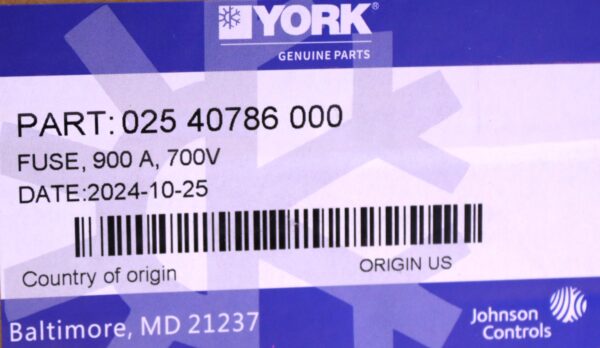 YORK®
GENUINE PARTS
PART: 025 40786 000
FUSE, 900 A, 700V
DATE:2024-10-25
Country of origin
ORIGIN US
Baltimore, MD 21237
Johnson
Controls